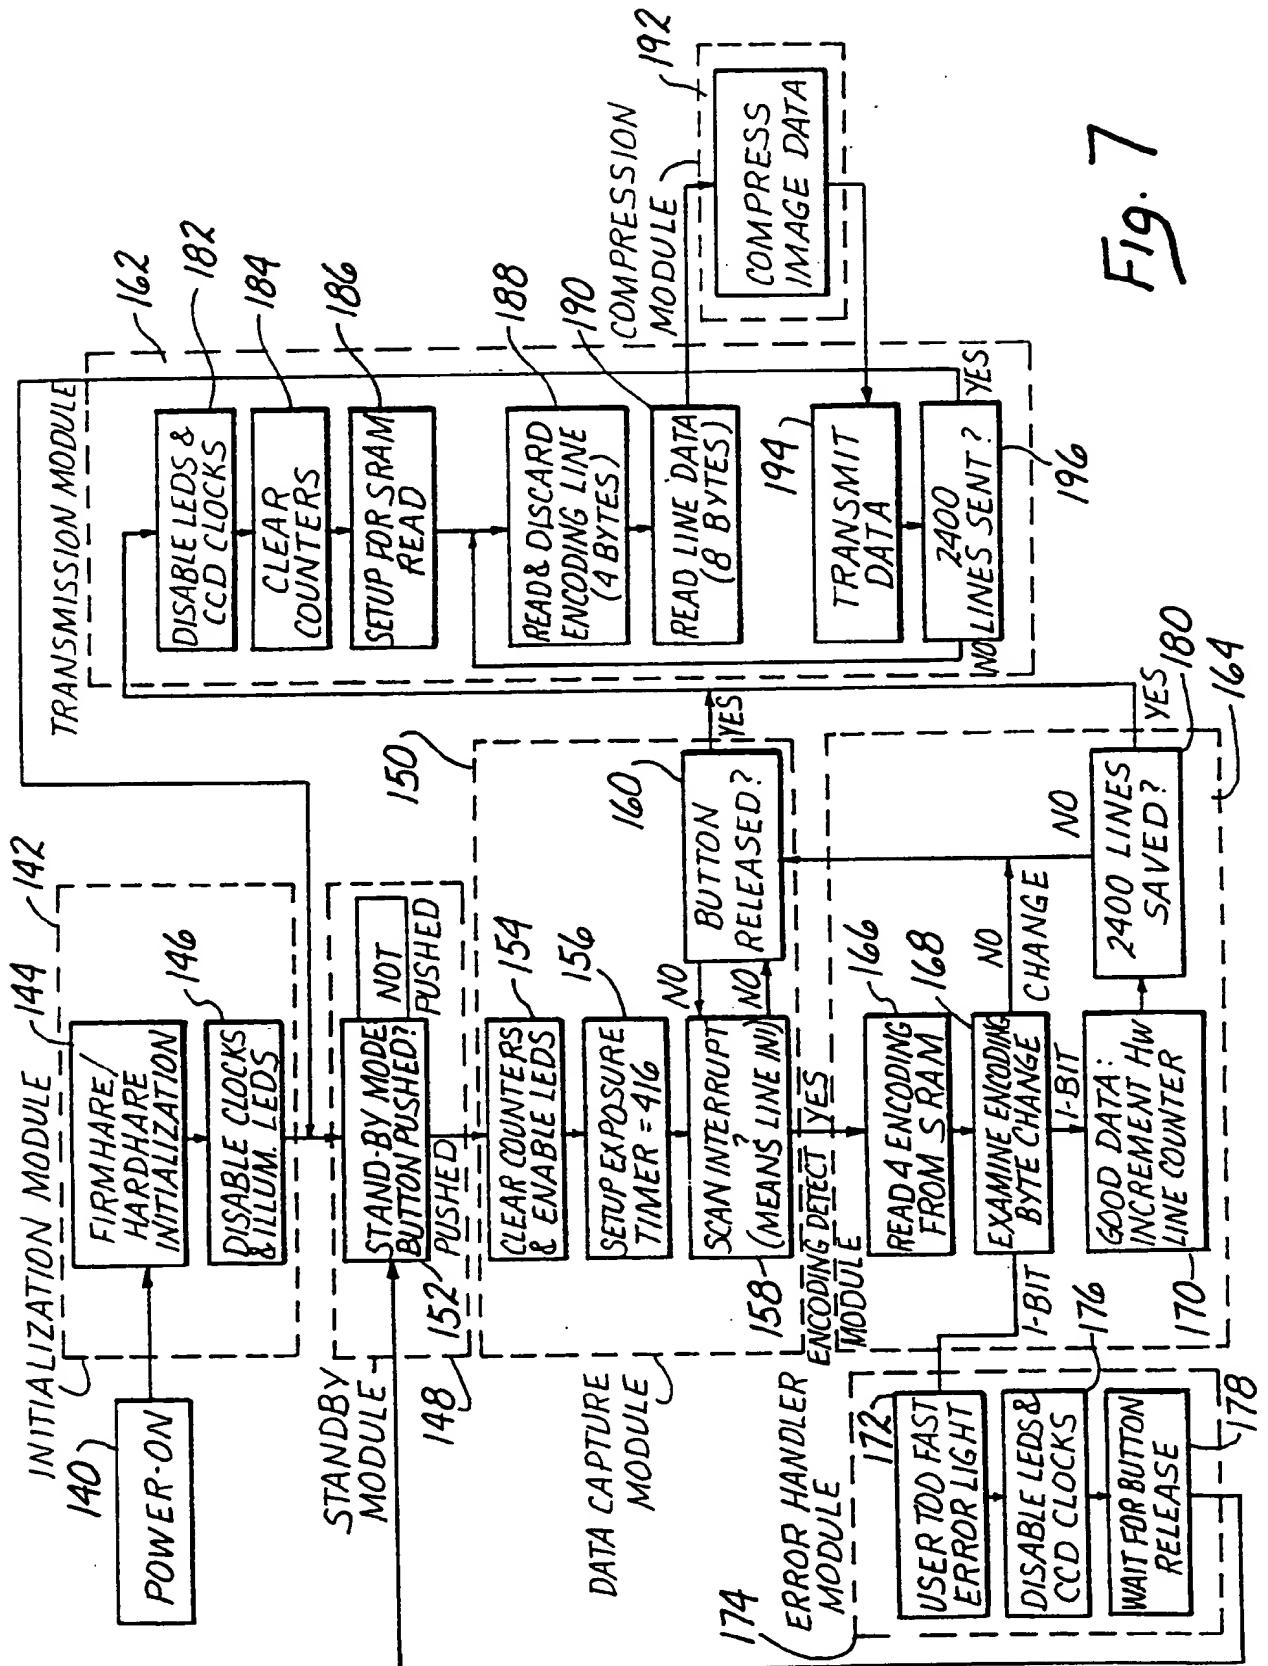 INITIALIZATION MODULE
144
142
140
POWER-ON
FIRMHARE/
HARDHARE
INITIALIZATION
146
DISABLE CLOCKS
& ILLUM. LEDS
STANDBY
MODULE
148
152
STAND-BY MODE
BUTTON PUSHED?
NOT
PUSHED
PUSHED
DATA CAPTURE
MODULE
150
154
CLEAR COUNTERS
& ENABLE LEDS
156
SETUP EXPOSURE
TIMER = 416
158
SCAN INTERRUPT
?
(MEANS LINE IN)
NO
NO
160
BUTTON
RELEASED?
YES
YES
ENCODING DETECT
MODULE
164
166
READ 4 ENCODING
FROM SRAM
168
EXAMINE ENCODING
BYTE CHANGE
NO
CHANGE
1-BIT
1-BIT
170
GOOD DATA:
INCREMENT HW
LINE COUNTER
NO
2400 LINES
SAVED?
180
YES
174
ERROR HANDLER
MODULE
172
USER TOO FAST
ERROR LIGHT
176
DISABLE LEDS &
CCD CLOCKS
178
WAIT FOR BUTTON
RELEASE
TRANSMISSION MODULE
162
182
DISABLE LEDS &
CCD CLOCKS
184
CLEAR
COUNTERS
186
SETUP FOR SRAM
READ
188
READ & DISCARD
ENCODING LINE
(4 BYTES)
190
READ LINE DATA
(8 BYTES)
COMPRESSION
MODULE
192
COMPRESS
IMAGE DATA
194
TRANSMIT
DATA
196
2400
LINES SENT?
NO
YES
Fig. 7